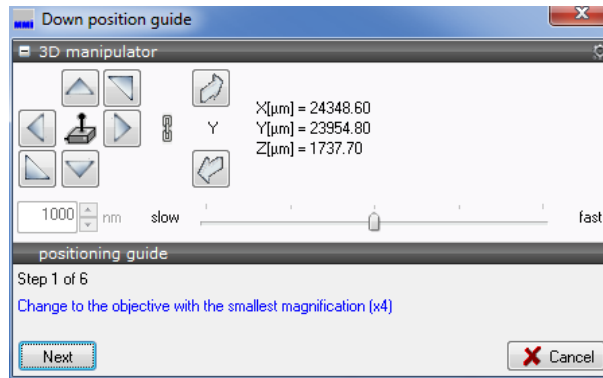 MMI Down position guide
3D manipulator
X[µm] = 24348.60
Y Y[µm] = 23954.80
Z[µm] = 1737.70
1000 nm slow fast
positioning guide
Step 1 of 6
Change to the objective with the smallest magnification (x4)
Next Cancel